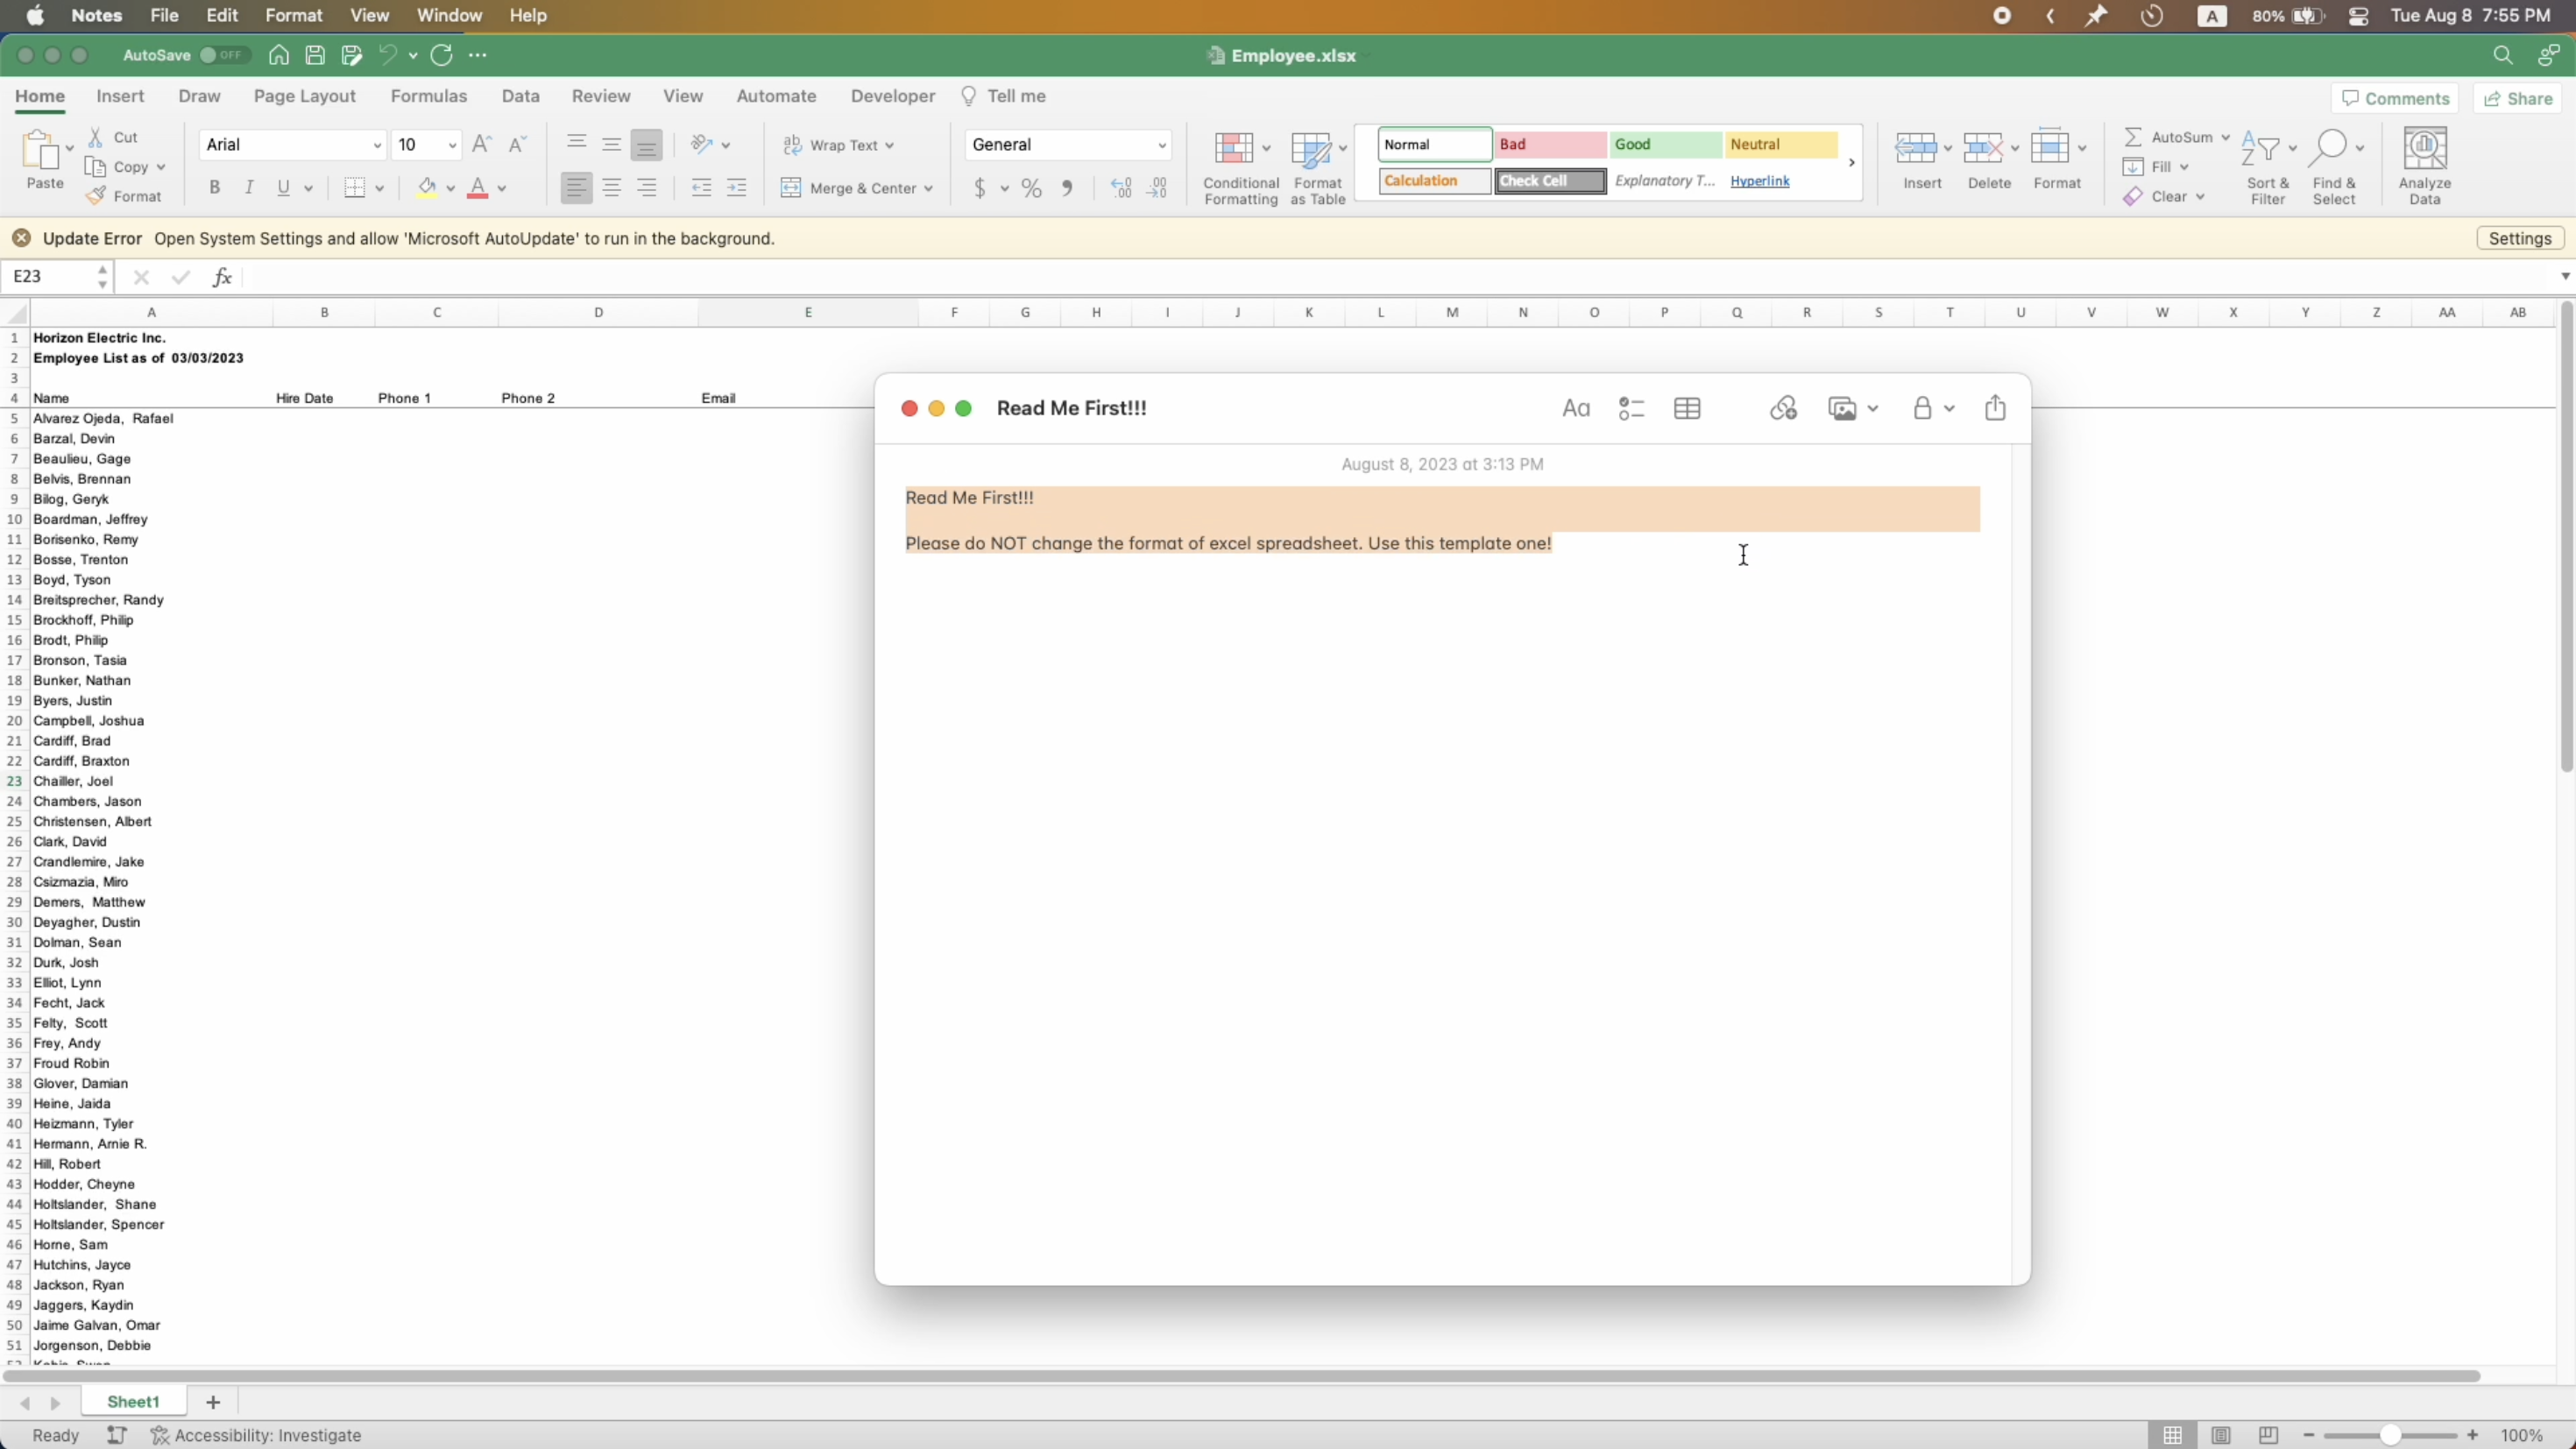 Notes File Edit Format View Window Help A 80% Tue Aug 8 7:55 PM
AutoSave OFF Employee.xlsx
Home Insert Draw Page Layout Formulas Data Review View Automate Developer Tell me Comments Share
Paste Cut Copy Format
Arial 10
B I U A
Wrap Text
Merge & Center
General
$ % ,
Conditional Formatting
Format as Table
Normal Bad Good Neutral
Calculation Check Cell Explanatory T... Hyperlink
Insert Delete Format
AutoSum
Fill
Clear
Sort & Filter
Find & Select
Analyze Data
Update Error Open System Settings and allow 'Microsoft AutoUpdate' to run in the background. Settings
E23 fx
A B C D E F G H I J K L M N O P Q R S T U V W X Y Z AA AB
1 Horizon Electric Inc.
2 Employee List as of 03/03/2023
3
4 Name Hire Date Phone 1 Phone 2 Email
5 Alvarez Ojeda, Rafael
6 Barzal, Devin
7 Beaulieu, Gage
8 Belvis, Brennan
9 Bilog, Geryk
10 Boardman, Jeffrey
11 Borisenko, Remy
12 Bosse, Trenton
13 Boyd, Tyson
14 Breitsprecher, Randy
15 Brockhoff, Philip
16 Brodt, Philip
17 Bronson, Tasia
18 Bunker, Nathan
19 Byers, Justin
20 Campbell, Joshua
21 Cardiff, Brad
22 Cardiff, Braxton
23 Chailler, Joel
24 Chambers, Jason
25 Christensen, Albert
26 Clark, David
27 Crandlemire, Jake
28 Csizmazia, Miro
29 Demers, Matthew
30 Deyagher, Dustin
31 Dolman, Sean
32 Durk, Josh
33 Elliot, Lynn
34 Fecht, Jack
35 Felty, Scott
36 Frey, Andy
37 Froud Robin
38 Glover, Damian
39 Heine, Jaida
40 Heizmann, Tyler
41 Hermann, Arnie R.
42 Hill, Robert
43 Hodder, Cheyne
44 Holtslander, Shane
45 Holtslander, Spencer
46 Horne, Sam
47 Hutchins, Jayce
48 Jackson, Ryan
49 Jaggers, Kaydin
50 Jaime Galvan, Omar
51 Jorgenson, Debbie
Read Me First!!! Aa
August 8, 2023 at 3:13 PM
Read Me First!!!
Please do NOT change the format of excel spreadsheet. Use this template one!
Sheet1 +
Ready Accessibility: Investigate 100%